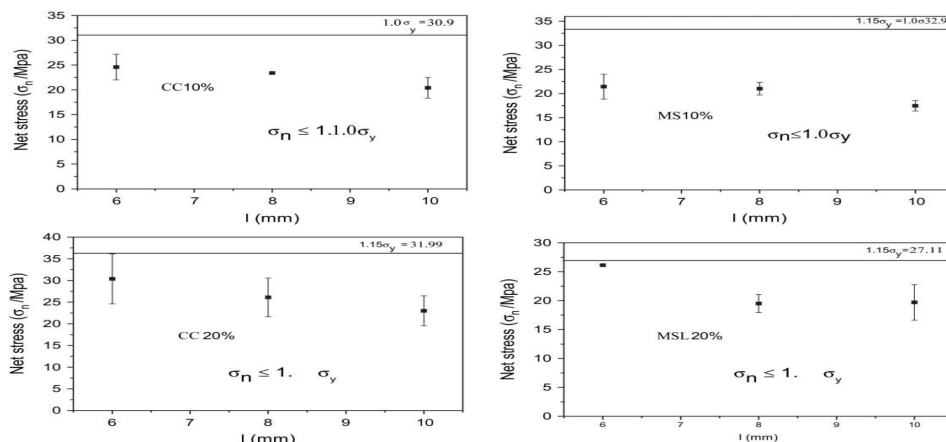 1.0σy=30.9
35
30
25
20
15
10
5
0
Net stress (σn/Mpa)
CC10%
σn ≤ 1.1.0σy
6 7 8 9 10
l (mm)
1.15σy=1.0σ32.9
35
30
25
20
15
10
5
0
Net stress (σn/Mpa)
MS10%
σn≤1.0σy
6 7 8 9 10
l (mm)
1.15σy = 31.99
40
35
30
25
20
15
10
5
0
Net stress (σn/Mpa)
CC 20%
σn ≤ 1. σy
6 7 8 9 10
l (mm)
1.15σy=27.11
30
25
20
15
10
5
0
Net stress (σn/Mpa)
MSL20%
σn ≤ 1. σy
6 7 8 9 10
l (mm)